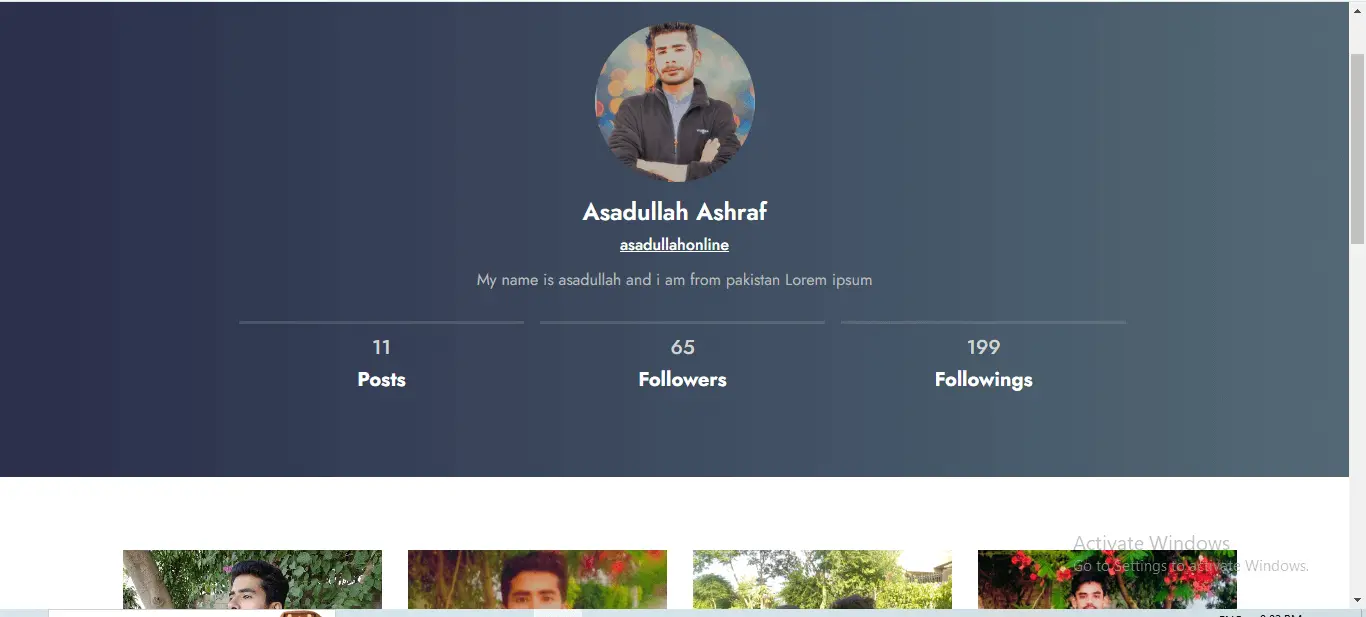 Asadullah Ashraf
asadullahonline
My name is asadullah and i am from pakistan Lorem ipsum
11 65 199
Posts Followers Followings
Activate Windows
Go to Settings to activate Windows.